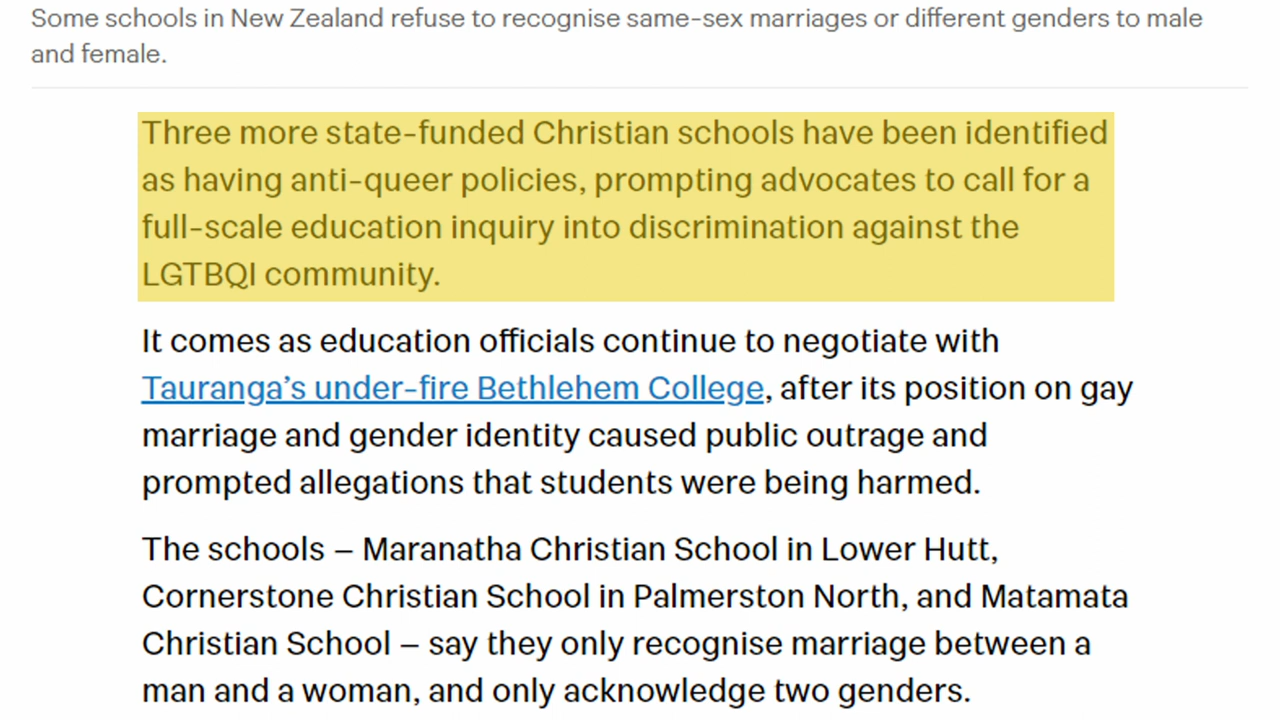 Some schools in New Zealand refuse to recognise same-sex marriages or different genders to male
and female.
Three more state-funded Christian schools have been identified
as having anti-queer policies, prompting advocates to call for a
full-scale education inquiry into discrimination against the
LGTBQI community.
It comes as education officials continue to negotiate with
Tauranga’s under-fire Bethlehem College, after its position on gay
marriage and gender identity caused public outrage and
prompted allegations that students were being harmed.
The schools – Maranatha Christian School in Lower Hutt,
Cornerstone Christian School in Palmerston North, and Matamata
Christian School – say they only recognise marriage between a
man and a woman, and only acknowledge two genders.